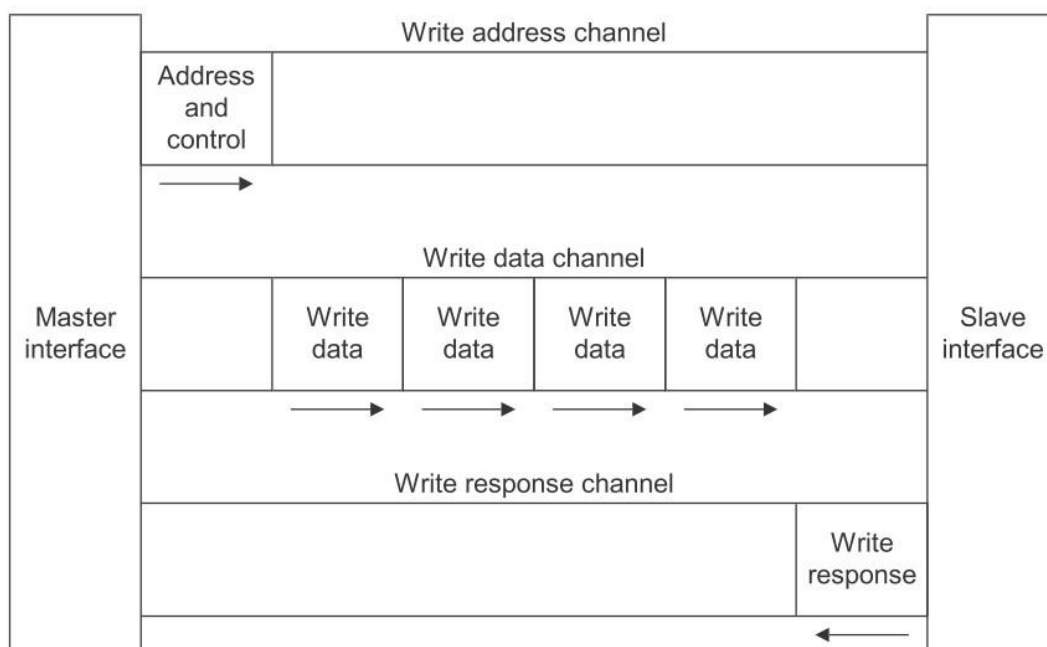 Write address channel
Address
and
control
Write data channel
Master
interface
Write
data
Write
data
Write
data
Write
data
Slave
interface
Write response channel
Write
response